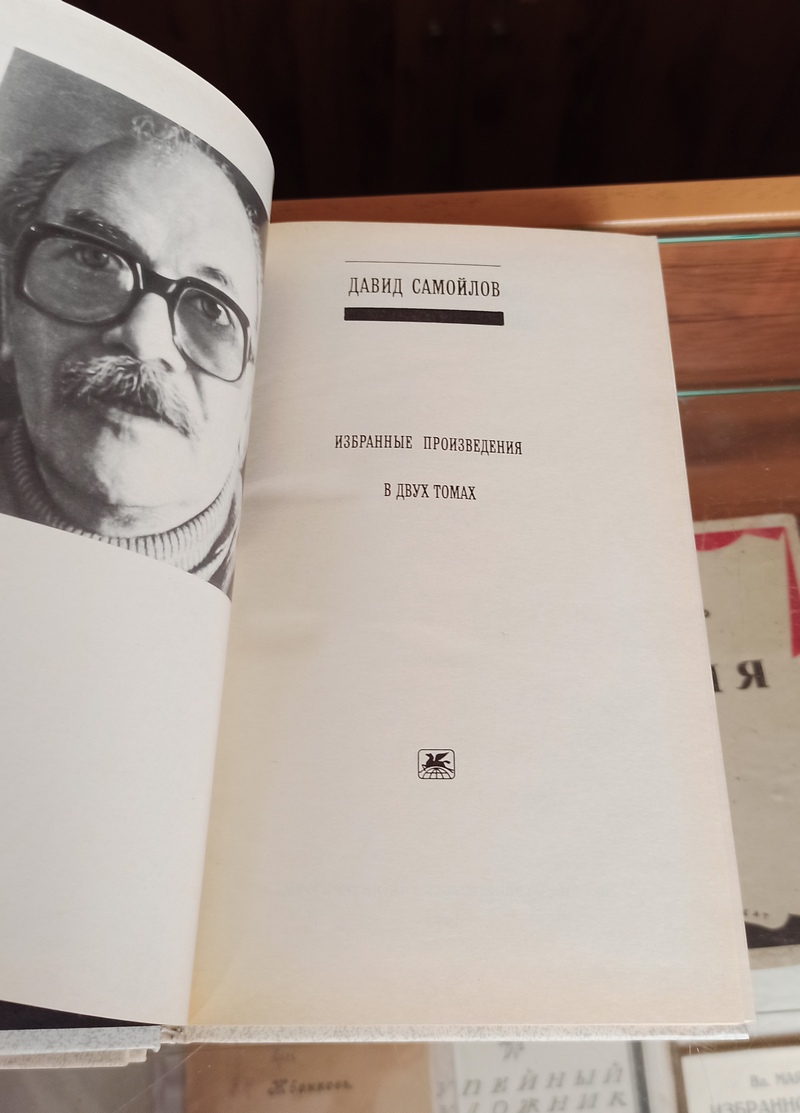 ДАВИД САМОЙЛОВ
ИЗБРАННЫЕ ПРОИЗВЕДЕНИЯ
В ДВУХ ТОМАХ